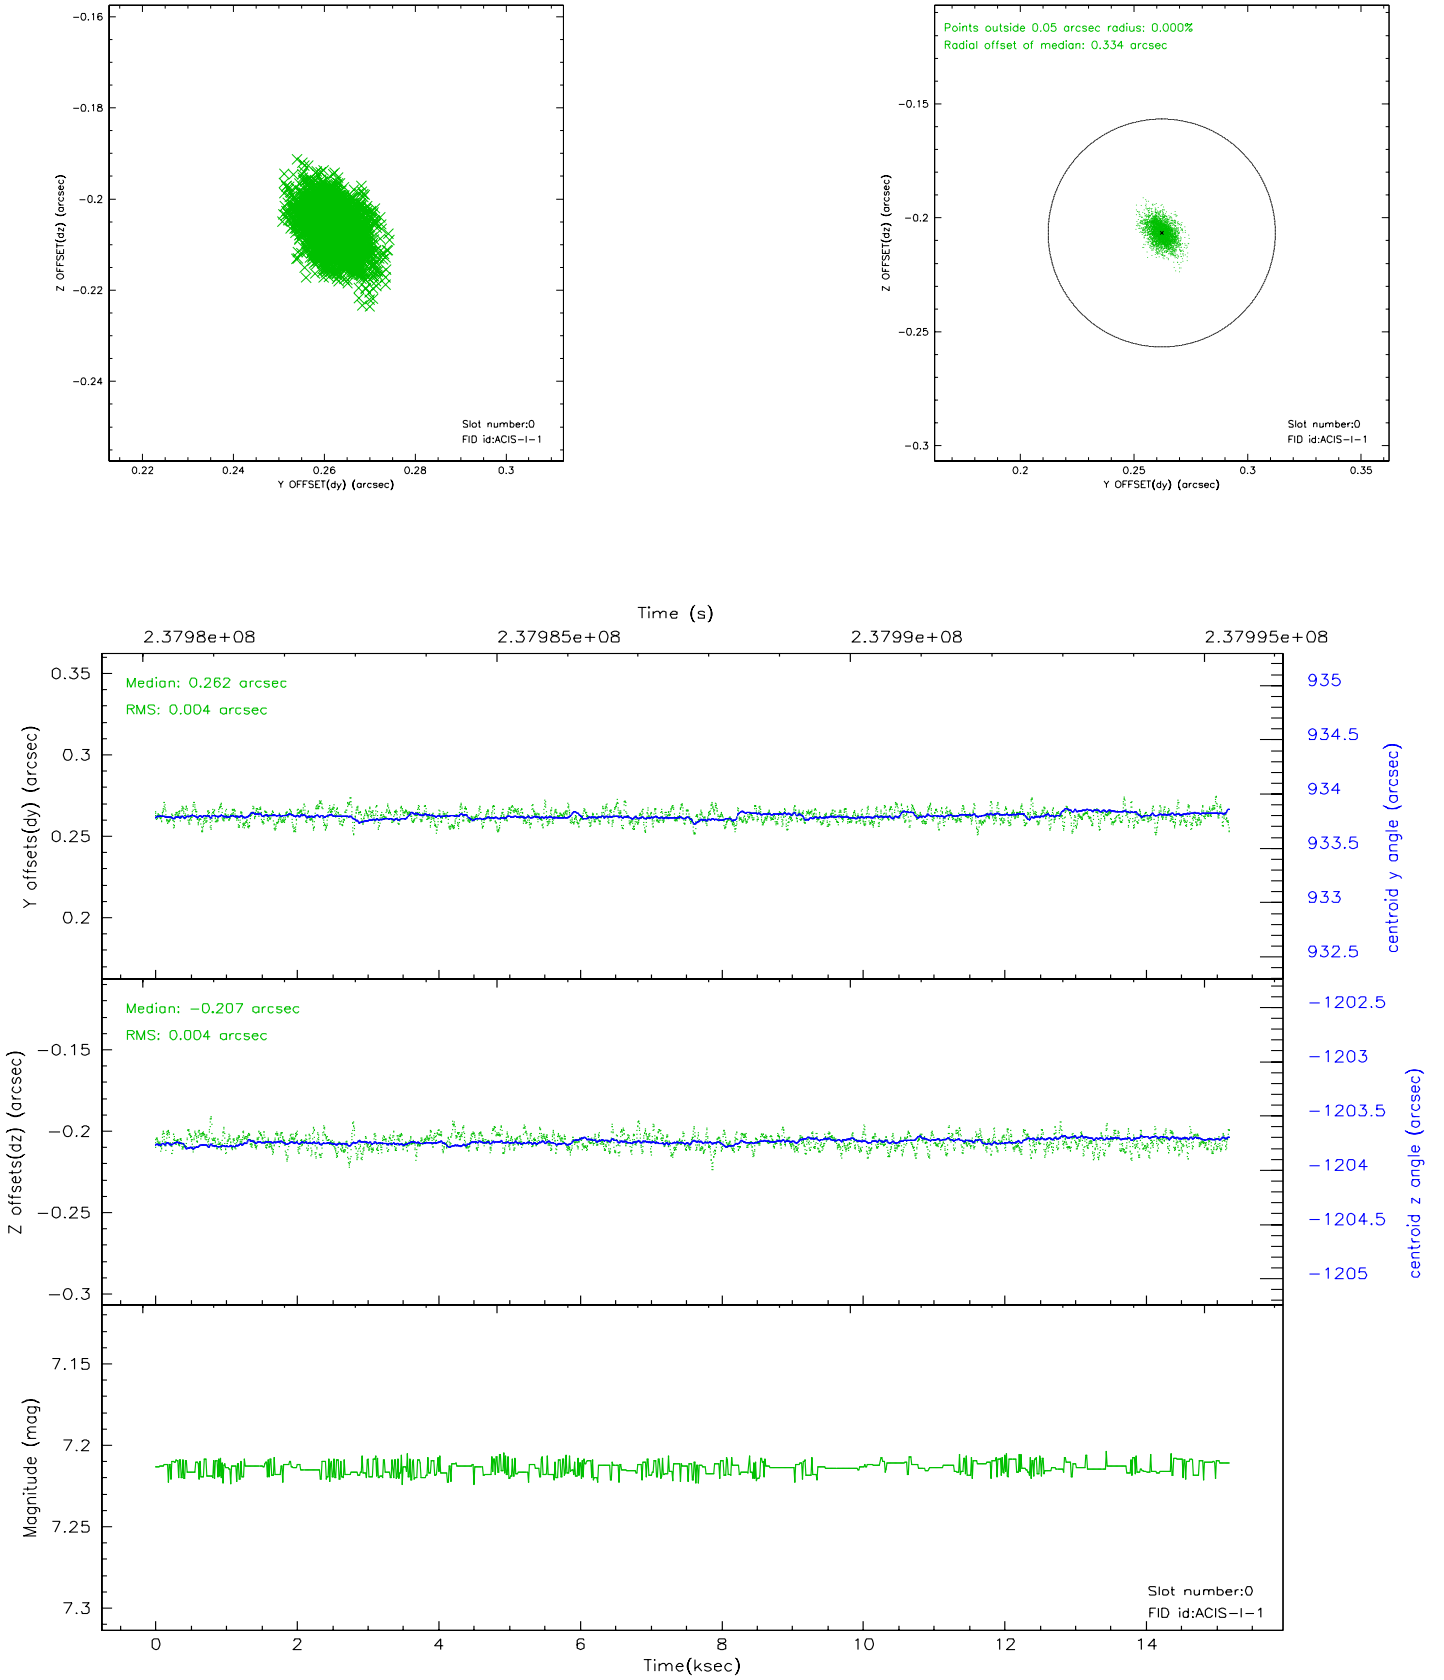 -0.16
-0.18
-0.2
-0.22
-0.24
Z OFFSET(dz) (arcsec)
Slot number:0
FID id:ACIS-I-1
0.22 0.24 0.26 0.28 0.3
Y OFFSET(dy) (arcsec)
Points outside 0.05 arcsec radius: 0.000%
Radial offset of median: 0.334 arcsec
-0.15
-0.2
-0.25
-0.3
Z OFFSET(dz) (arcsec)
Slot number:0
FID id:ACIS-I-1
0.2 0.25 0.3 0.35
Y OFFSET(dy) (arcsec)
Time (s)
2.3798e+08 2.37985e+08 2.3799e+08 2.37995e+08
Median: 0.262 arcsec
RMS: 0.004 arcsec
0.35
0.3
0.25
0.2
Y offsets(dy) (arcsec)
935
934.5
934
933.5
933
932.5
centroid y angle (arcsec)
Median: -0.207 arcsec
RMS: 0.004 arcsec
-0.15
-0.2
-0.25
-0.3
Z offsets(dz) (arcsec)
-1202.5
-1203
-1203.5
-1204
-1204.5
-1205
centroid z angle (arcsec)
7.15
7.2
7.25
7.3
Magnitude (mag)
Slot number:0
FID id:ACIS-I-1
0 2 4 6 8 10 12 14
Time(ksec)